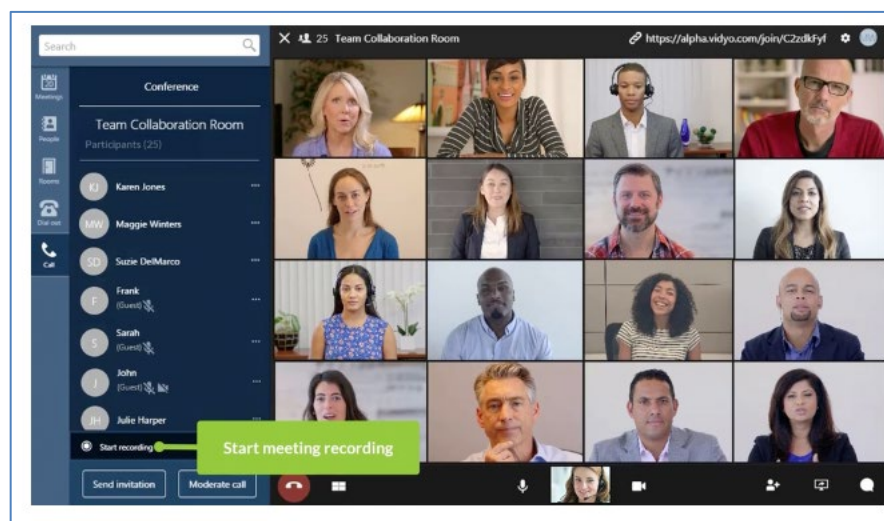 Search
25 Team Collaboration Room
https://alpha.vidyo.com/join/C2zdkFyf
Meetings
People
Rooms
Dial out
Call
Conference
Team Collaboration Room
Participants (25)
KJ Karen Jones
MW Maggie Winters
SD Suzie DelMarco
F Frank
(Guest)
S Sarah
(Guest)
J John
(Guest)
JH Julie Harper
Start recording
Start meeting recording
Send invitation
Moderate call